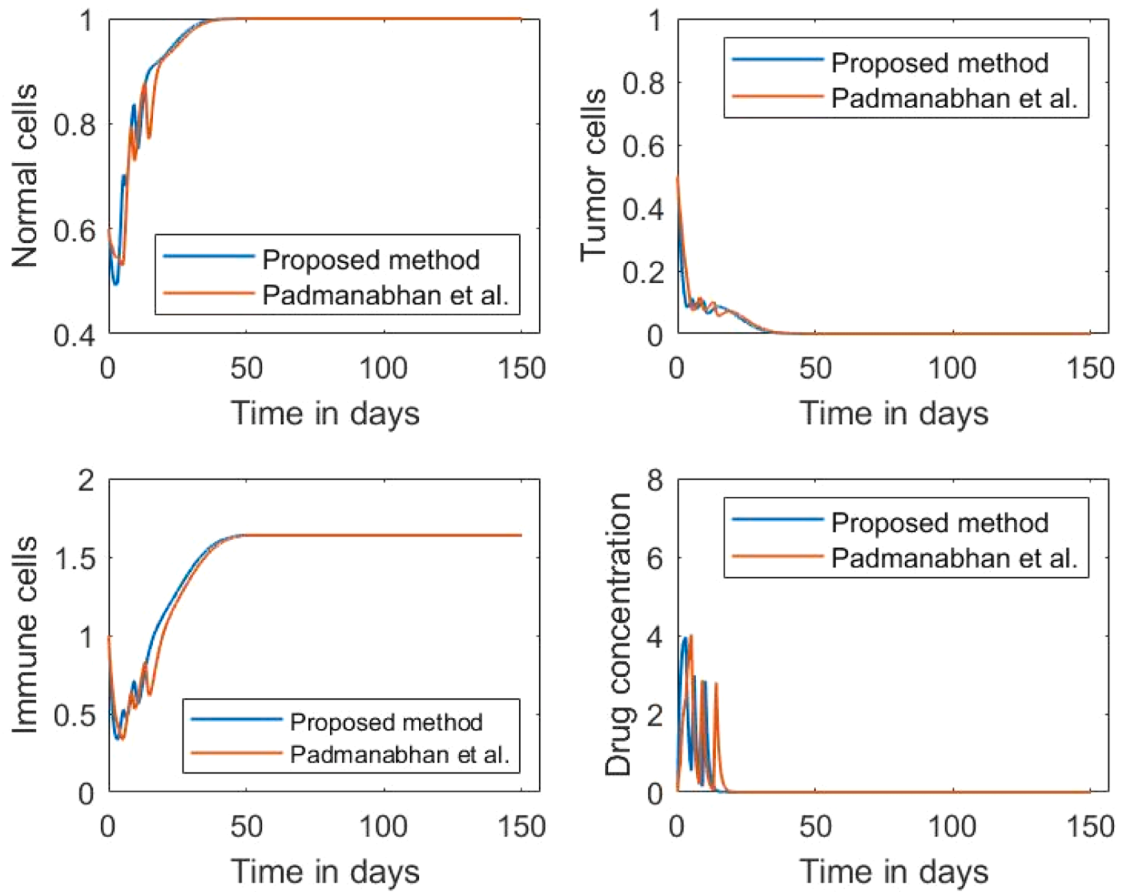 Normal cells
1
0.8
0.6
0.4
Proposed method
Padmanabhan et al.
0 50 100 150
Time in days
Tumor cells
1
0.8
0.6
0.4
0.2
0
Proposed method
Padmanabhan et al.
0 50 100 150
Time in days
Immune cells
2
1.5
1
0.5
0
Proposed method
Padmanabhan et al.
0 50 100 150
Time in days
Drug concentration
8
6
4
2
0
Proposed method
Padmanabhan et al.
0 50 100 150
Time in days